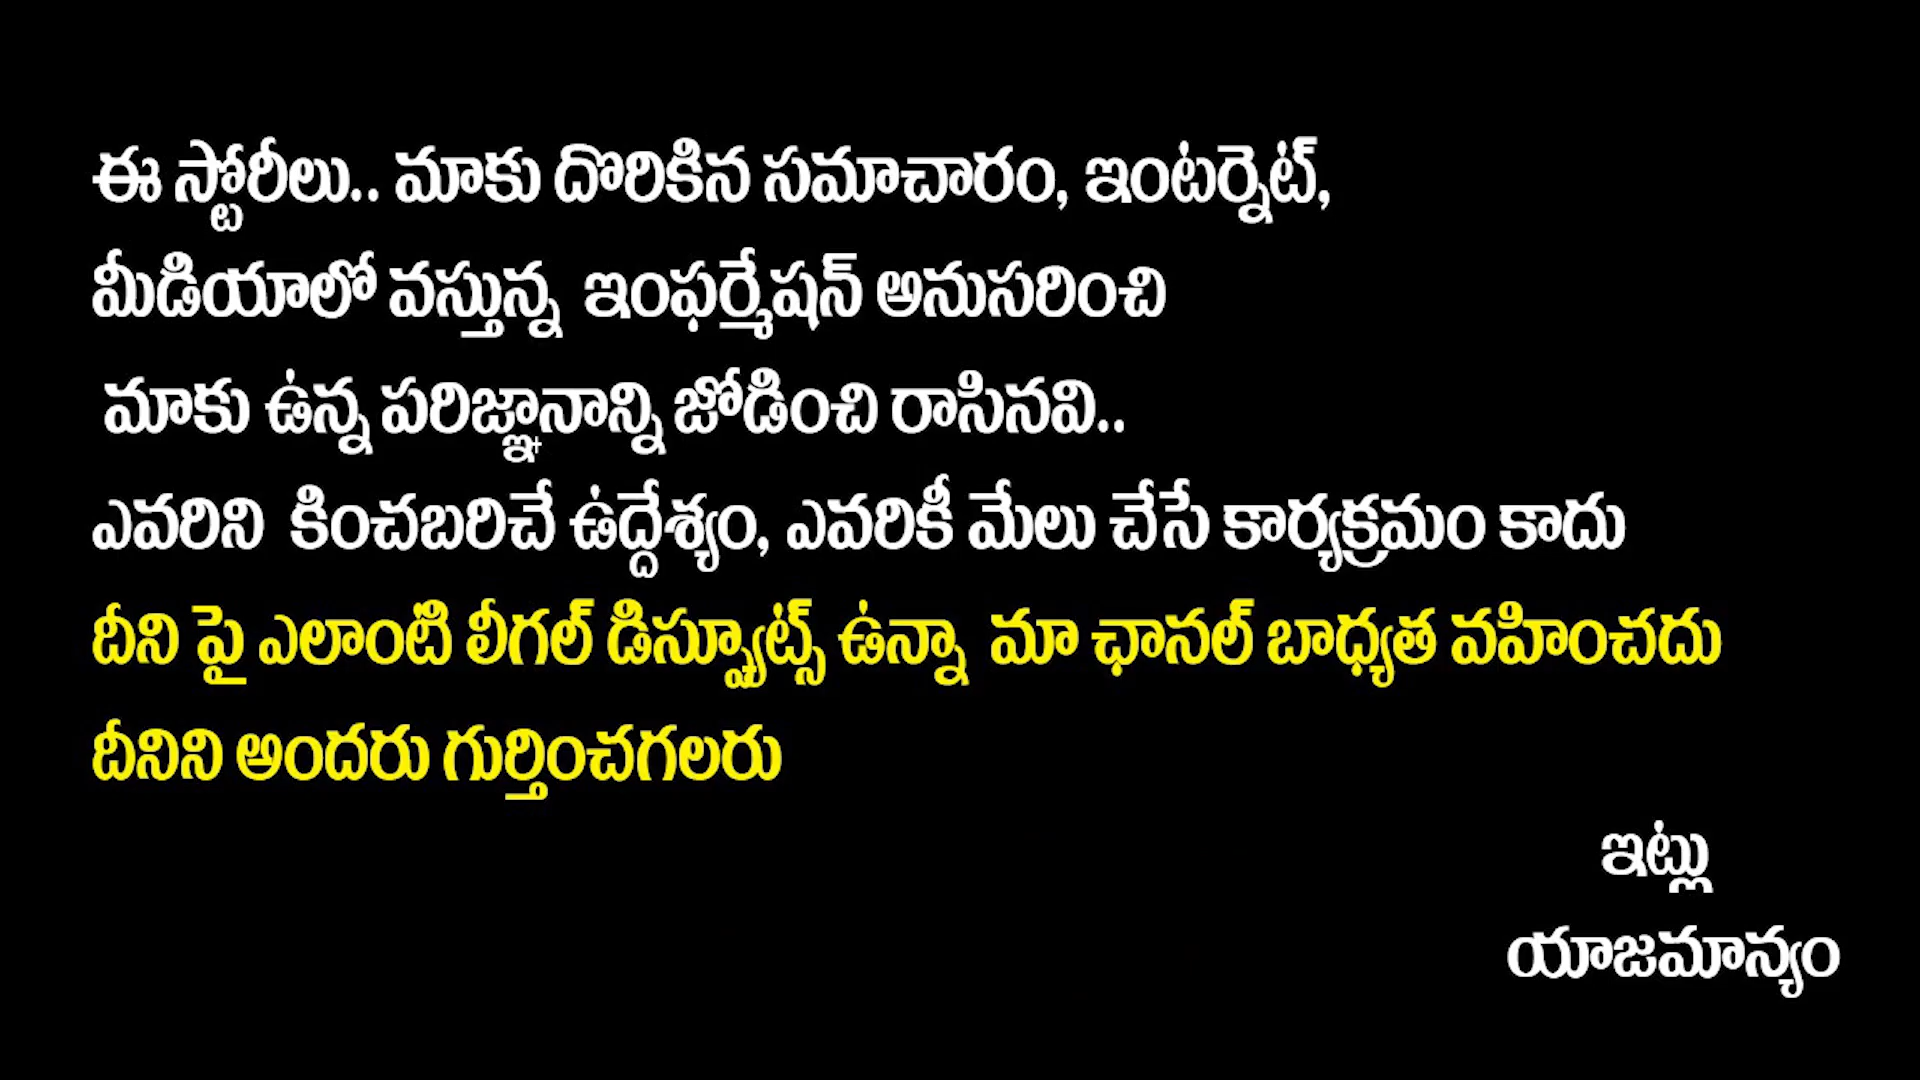 ఈ స్టోరీలు.. మాకు దొరికిన సమాచారం, ఇంటర్నెట్,
మీడియాలో వస్తున్న ఇంఫర్మేషన్ అనుసరించి
మాకు ఉన్న పరిజ్ఞానాన్ని జోడించి రాసినవి..
ఎవరిని కించబరిచే ఉద్దేశ్యం, ఎవరికీ మేలు చేసే కార్యక్రమం కాదు
దీని పై ఎలాంటి లీగల్ డిస్ప్యూట్స్ ఉన్నా మా ఛానల్ బాధ్యత వహించదు
దీనిని అందరు గుర్తించగలరు
ఇట్లు
యాజమాన్యం